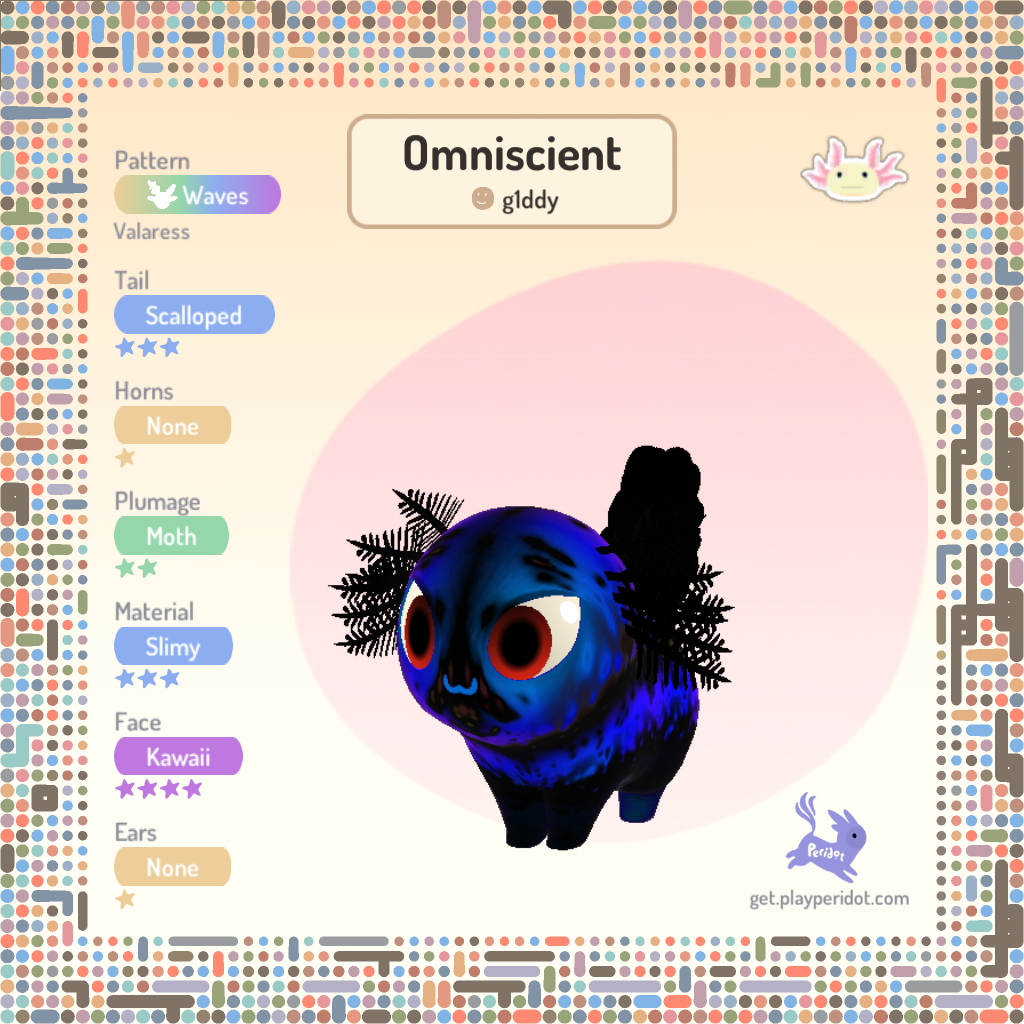 Omniscient
g1ddy
Pattern
Waves
Valaress
Tail
Scalloped
Horns
None
Plumage
Moth
Material
Slimy
Face
Kawaii
Ears
None
Peridot
get.playperidot.com